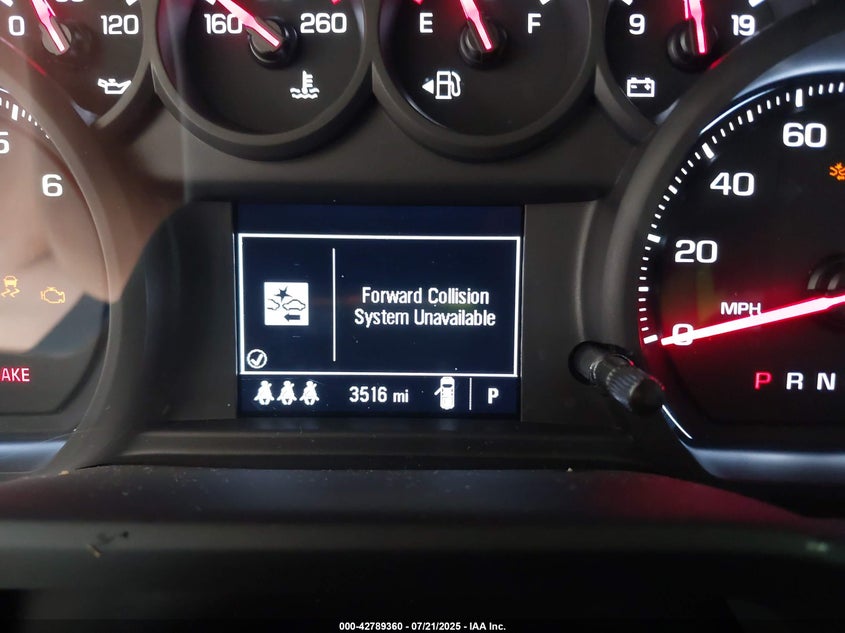 0 120
160 260
E F
9 19
5
6
60
40
20
0
MPH
Forward Collision
System Unavailable
3516 mi P
AKE
P R N
000-42789360 - 07/21/2025 - IAA Inc.